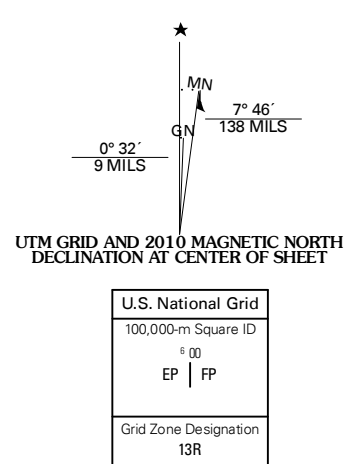 ★
MN
7° 46´
138 MILS
GN
0° 32´
9 MILS
UTM GRID AND 2010 MAGNETIC NORTH
DECLINATION AT CENTER OF SHEET
U.S. National Grid
100,000-m Square ID
6 00
EP | FP
Grid Zone Designation
13R